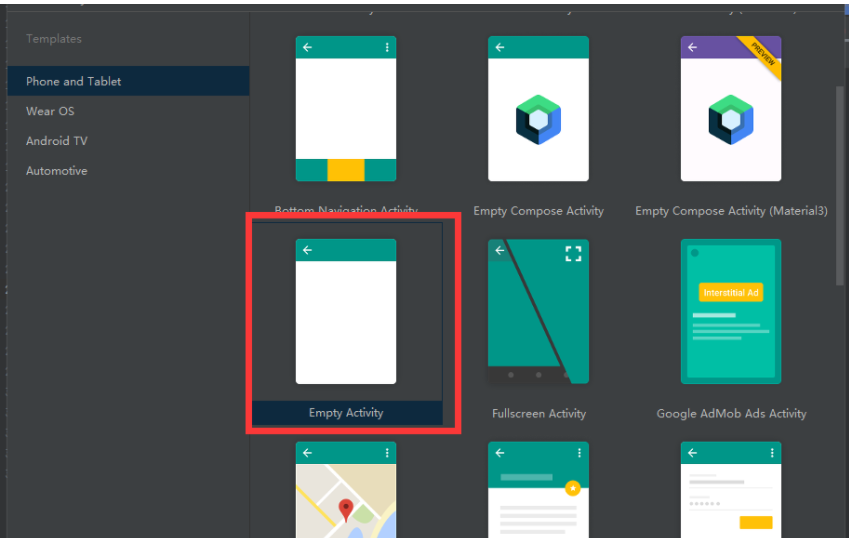 Templates
Phone and Tablet
Wear OS
Android TV
Automotive
PREVIEW
Bottom Navigation Activity
Empty Compose Activity
Empty Compose Activity (Material3)
Interstitial Ad
Empty Activity
Fullscreen Activity
Google AdMob Ads Activity